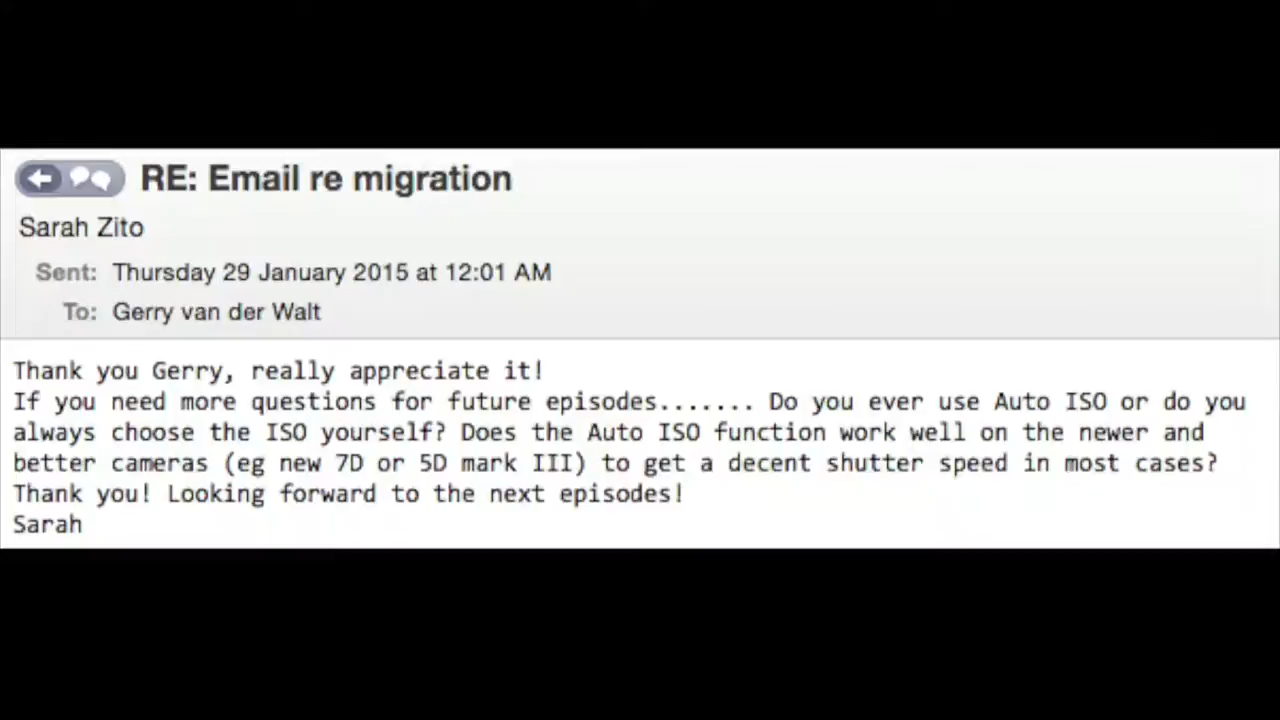 RE: Email re migration
Sarah Zito
Sent: Thursday 29 January 2015 at 12:01 AM
To: Gerry van der Walt
Thank you Gerry, really appreciate it!
If you need more questions for future episodes....... Do you ever use Auto ISO or do you
always choose the ISO yourself? Does the Auto ISO function work well on the newer and
better cameras (eg new 7D or 5D mark III) to get a decent shutter speed in most cases?
Thank you! Looking forward to the next episodes!
Sarah